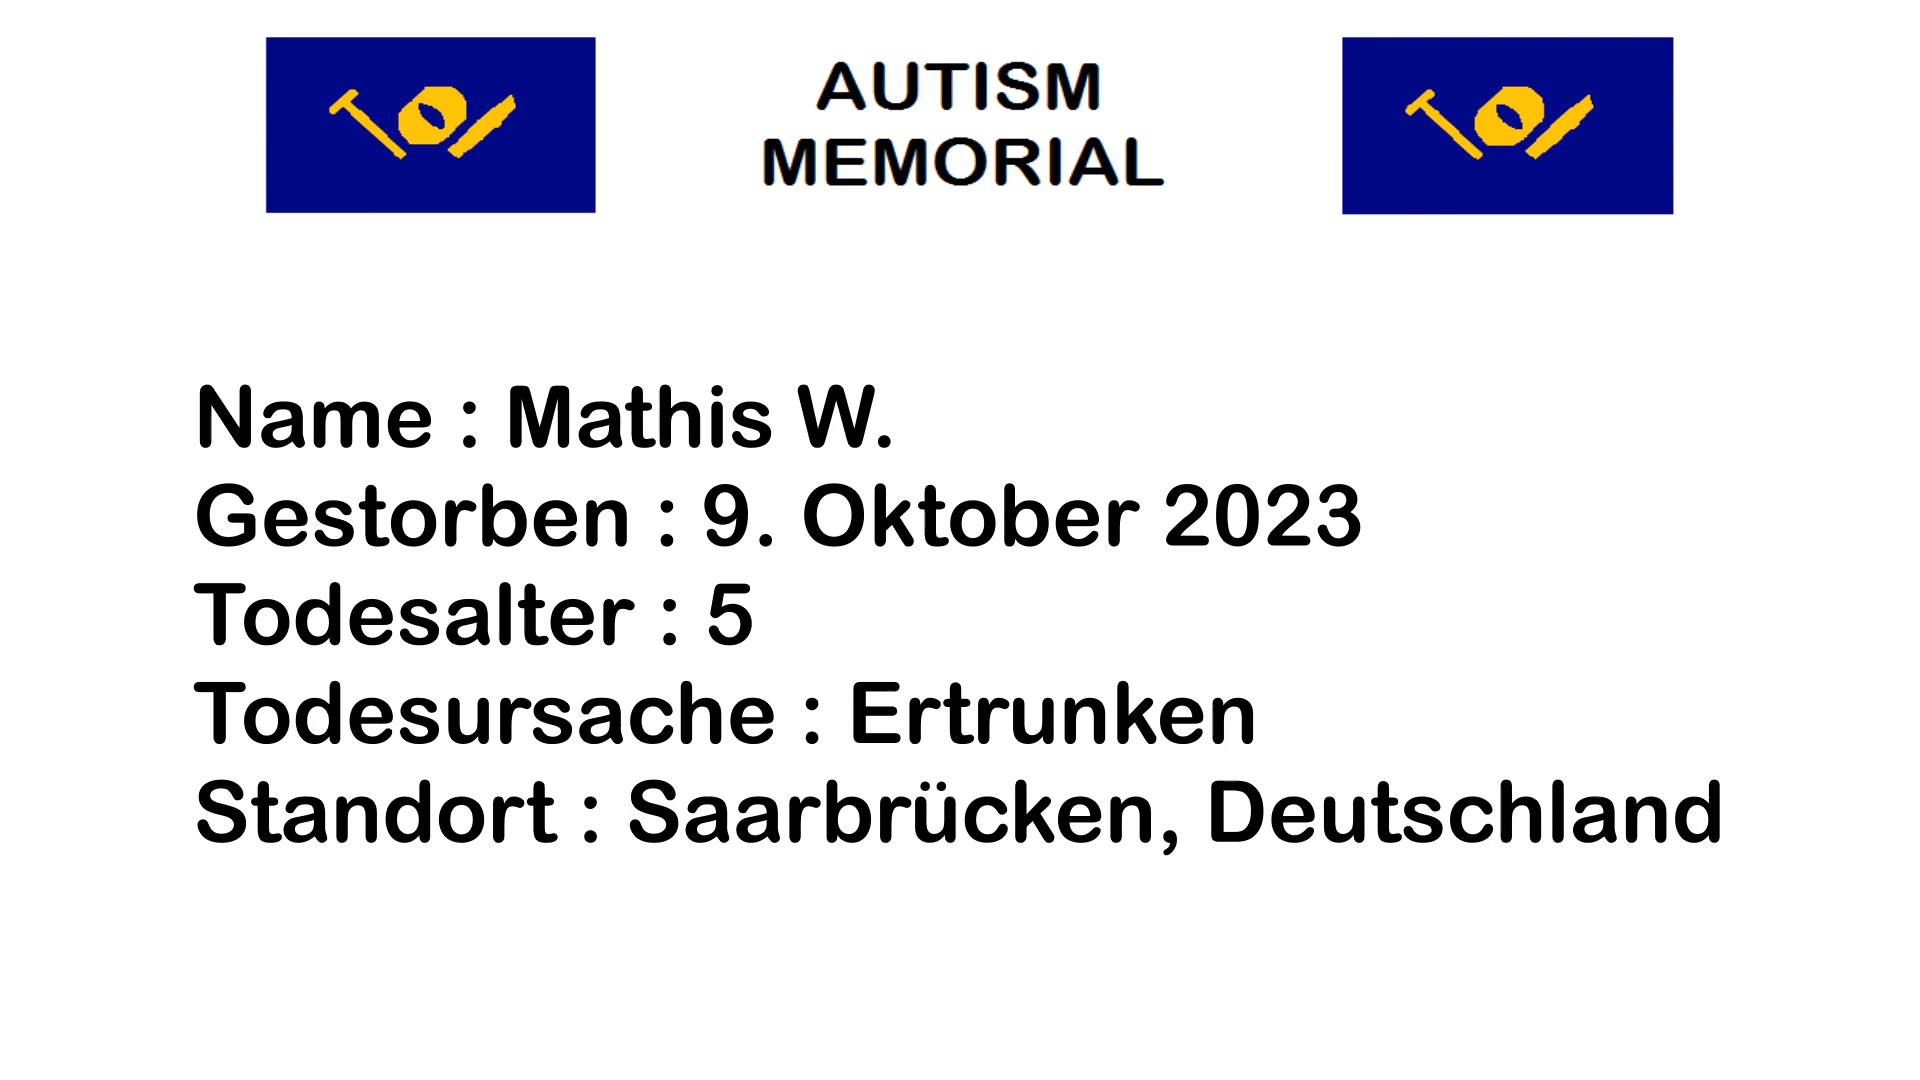 AUTISM
MEMORIAL
Name : Mathis W.
Gestorben : 9. Oktober 2023
Todesalter : 5
Todesursache : Ertrunken
Standort : Saarbrücken, Deutschland